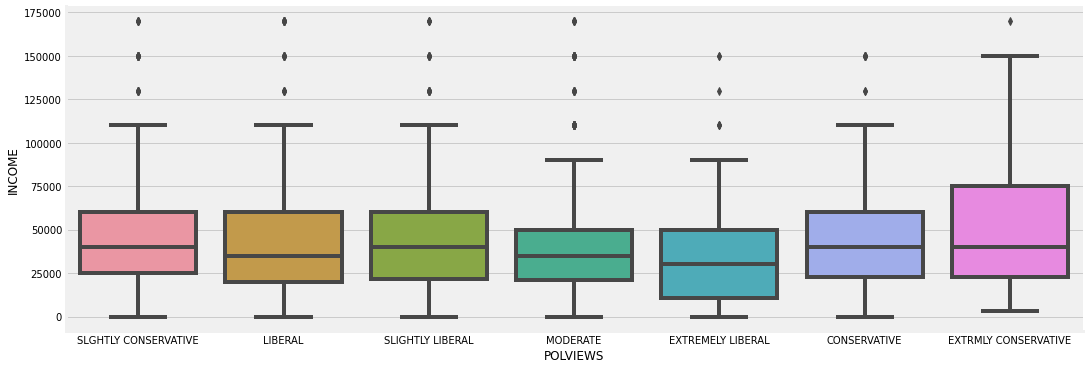 175000
150000
125000
100000
75000
50000
25000
0
INCOME
SLGHTLY CONSERVATIVE LIBERAL SLIGHTLY LIBERAL MODERATE EXTREMELY LIBERAL CONSERVATIVE EXTRMLY CONSERVATIVE
POLVIEWS